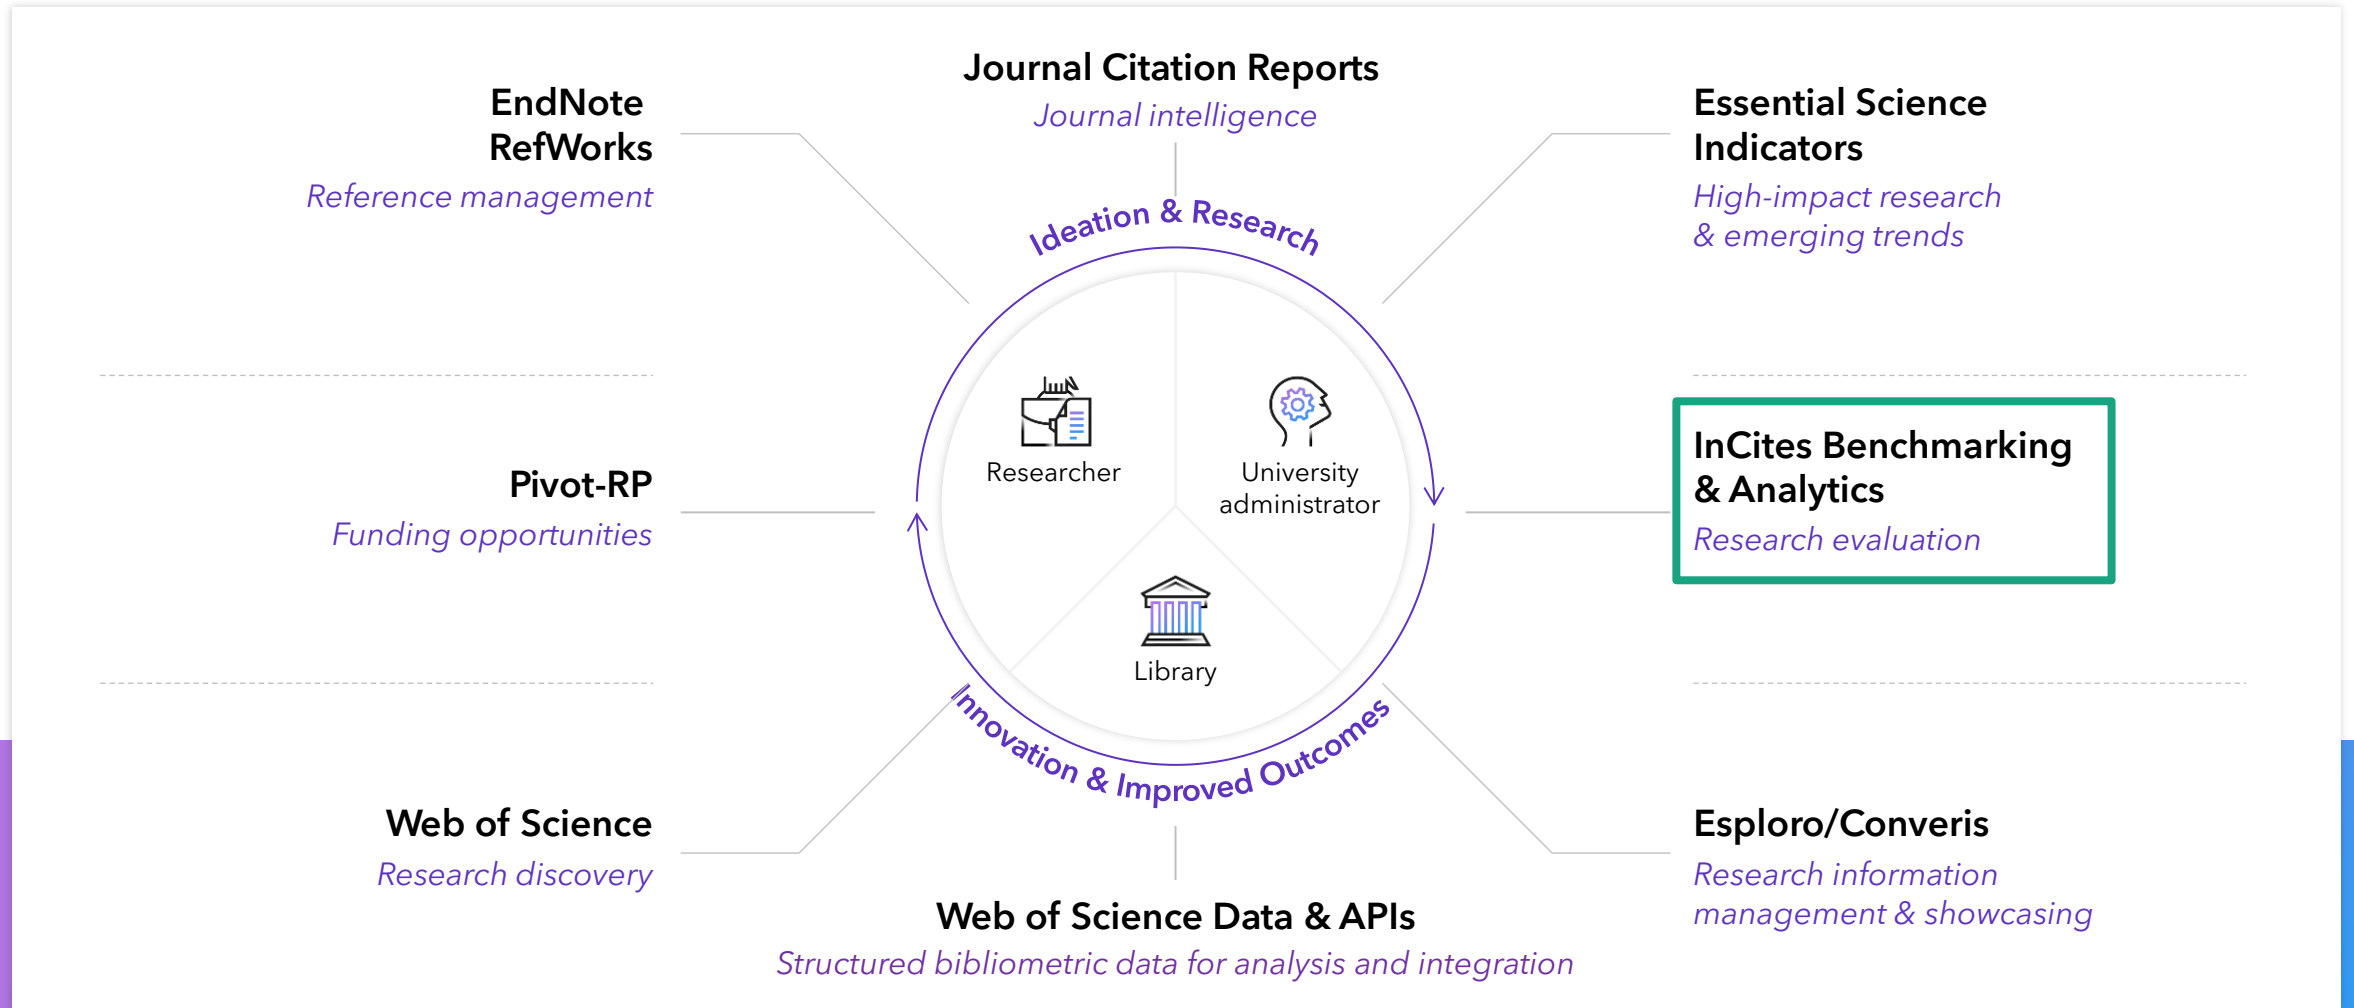 Journal Citation Reports
Journal intelligence
EndNote
RefWorks
Reference management
Essential Science
Indicators
High-impact research
& emerging trends
Ideation & Research
Researcher
University
administrator
Library
Innovation & Improved Outcomes
Pivot-RP
Funding opportunities
InCites Benchmarking
& Analytics
Research evaluation
Web of Science
Research discovery
Esploro/Converis
Research information
management & showcasing
Web of Science Data & APIs
Structured bibliometric data for analysis and integration